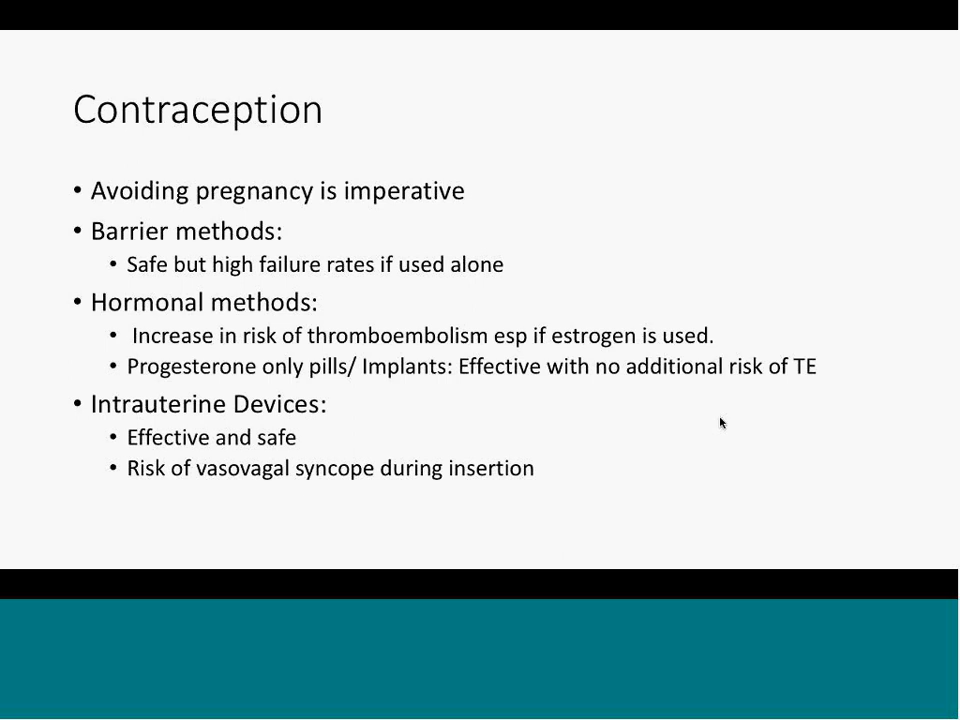 Contraception
• Avoiding pregnancy is imperative
• Barrier methods:
• Safe but high failure rates if used alone
• Hormonal methods:
• Increase in risk of thromboembolism esp if estrogen is used.
• Progesterone only pills/ Implants: Effective with no additional risk of TE
• Intrauterine Devices:
• Effective and safe
• Risk of vasovagal syncope during insertion